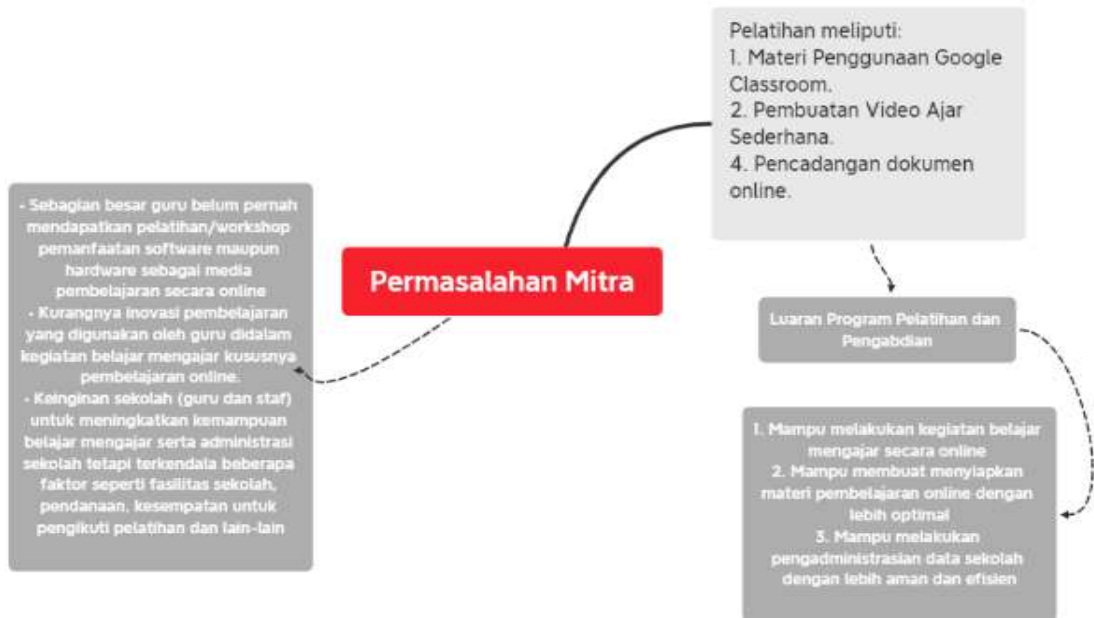 Pelatihan meliputi:
1. Materi Penggunaan Google
Classroom.
2. Pembuatan Video Ajar
Sederhana.
4. Pencadangan dokumen
online.
- Sebagian besar guru belum pernah
mendapatkan pelatihan/workshop
pemanfaatan software maupun
hardware sebagai media
pembelajaran secara online
- Kurangnya inovasi pembelajaran
yang digunakan oleh guru didalam
kegiatan belajar mengajar kususnya
pembelajaran online.
- Keinginan sekolah (guru dan staf)
untuk meningkatkan kemampuan
belajar mengajar serta administrasi
sekolah tetapi terkendala beberapa
faktor seperti fasilitas sekolah,
pendanaan, kesempatan untuk
pengikuti pelatihan dan lain-lain
Permasalahan Mitra
Luaran Program Pelatihan dan
Pengabdian
1. Mampu melakukan kegiatan belajar
mengajar secara online
2. Mampu membuat menyiapkan
materi pembelajaran online dengan
lebih optimal
3. Mampu melakukan
pengadministrasian data sekolah
dengan lebih aman dan efisien